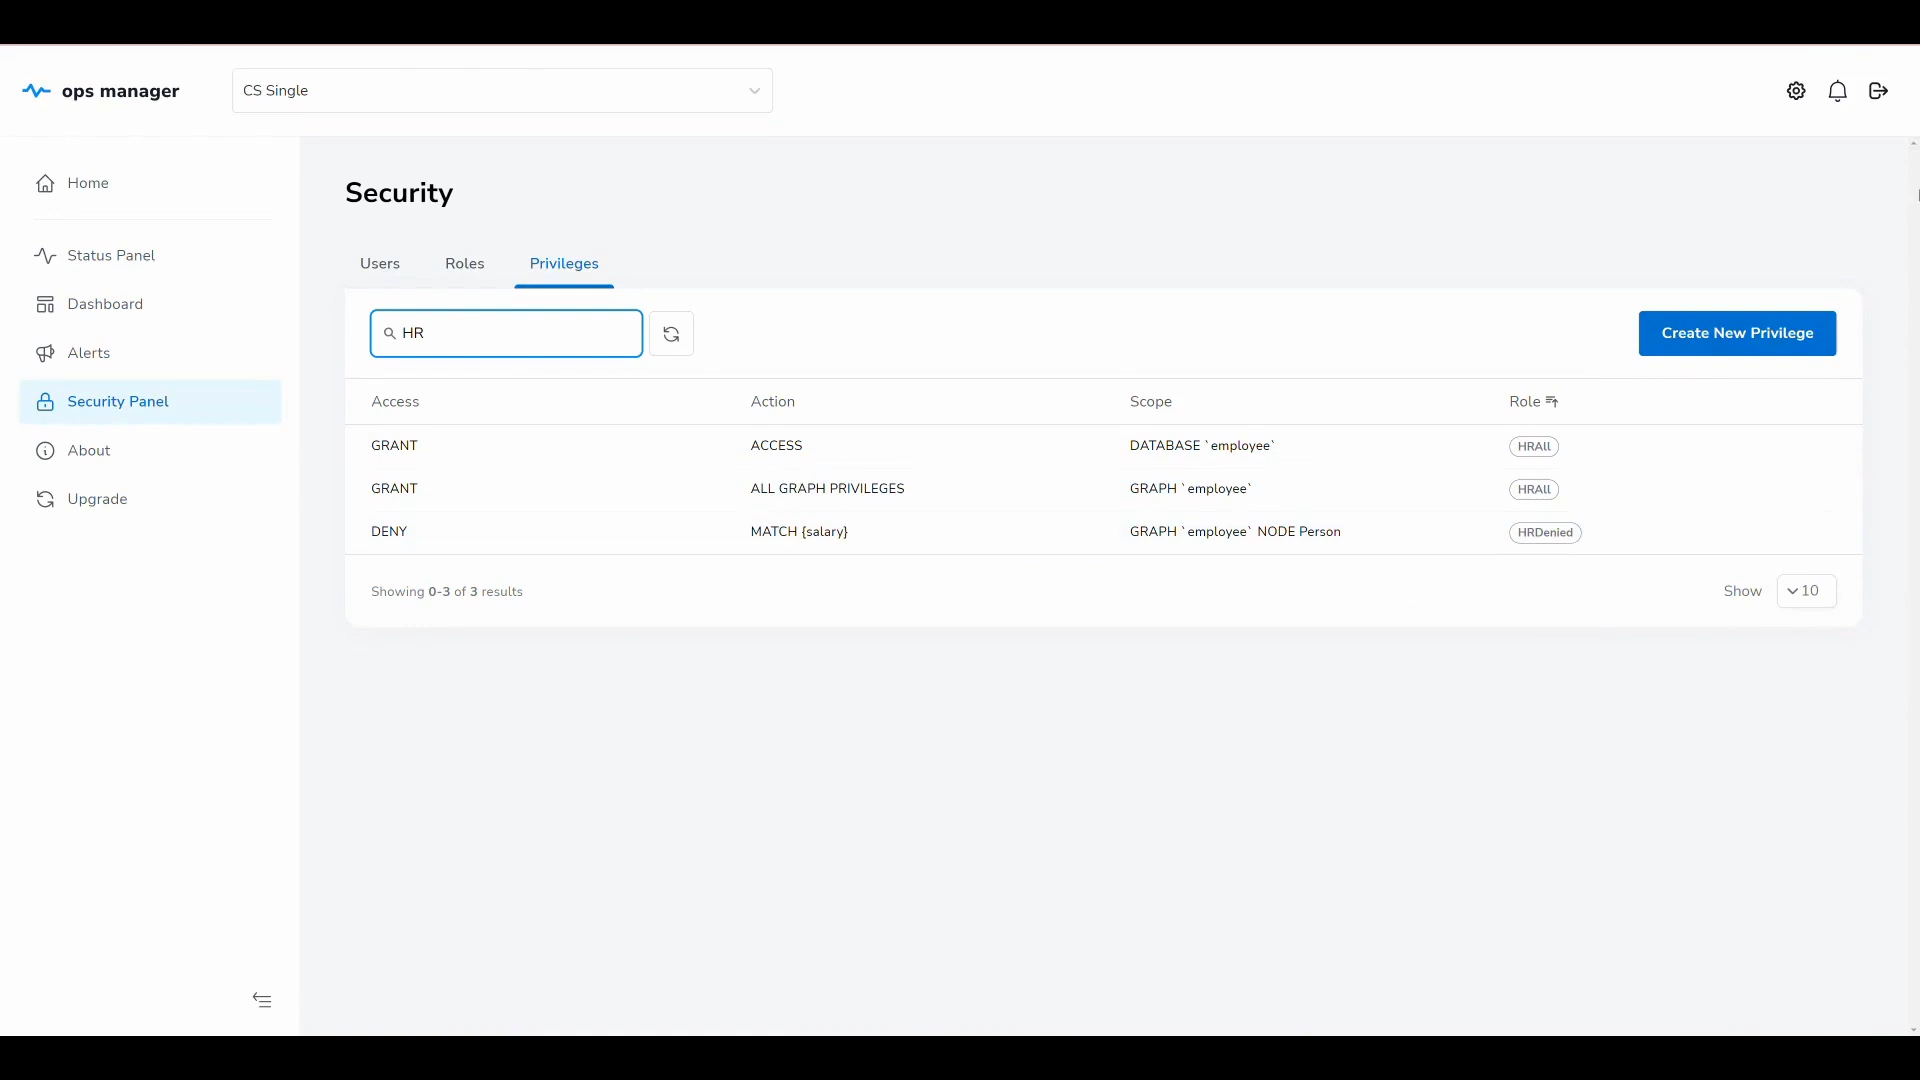 ops manager
CS Single
Home
Status Panel
Dashboard
Alerts
Security Panel
About
Upgrade
Security
Users Roles Privileges
HR
Create New Privilege
Access Action Scope Role
GRANT ACCESS DATABASE `employee` HRAll
GRANT ALL GRAPH PRIVILEGES GRAPH `employee` HRAll
DENY MATCH {salary} GRAPH `employee` NODE Person HRDenied
Showing 0-3 of 3 results
Show 10